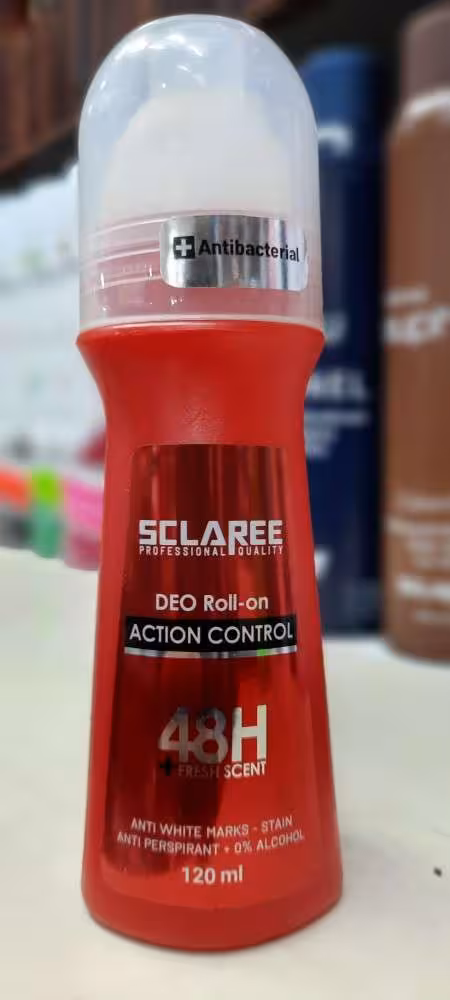 Antibacterial
SCLAREE
PROFESSIONAL QUALITY
DEO Roll-on
ACTION CONTROL
48H
+FRESH SCENT
ANTI WHITE MARKS - STAIN
ANTI PERSPIRANT + 0% ALCOHOL
120 ml